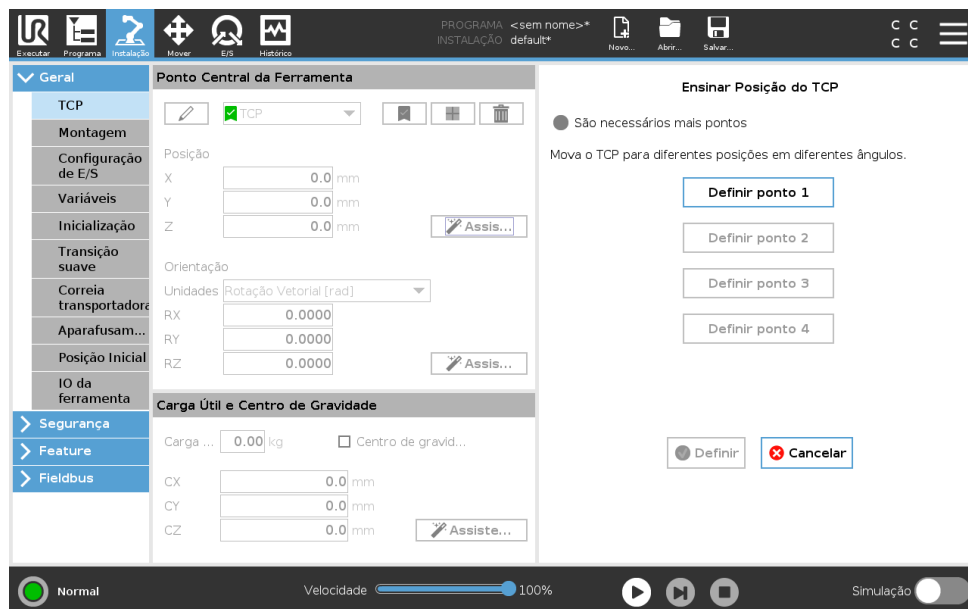 PROGRAMA <sem nome>*
INSTALAÇÃO default*
Executar Programa Instalação Mover E/S Histórico Novo... Abrir... Salvar...
C C
C C
Geral
TCP
Montagem
Configuração
de E/S
Variáveis
Inicialização
Transição
suave
Correia
transportadora
Aparafusam...
Posição Inicial
IO da
ferramenta
Segurança
Feature
Fieldbus
Ponto Central da Ferramenta
TCP
Posição
X 0.0 mm
Y 0.0 mm
Z 0.0 mm Assis...
Orientação
Unidades Rotação Vetorial [rad]
RX 0.0000
RY 0.0000
RZ 0.0000 Assis...
Carga Útil e Centro de Gravidade
Carga ... 0.00 kg Centro de gravid...
CX 0.0 mm
CY 0.0 mm
CZ 0.0 mm Assiste...
Ensinar Posição do TCP
São necessários mais pontos
Mova o TCP para diferentes posições em diferentes ângulos.
Definir ponto 1
Definir ponto 2
Definir ponto 3
Definir ponto 4
Definir Cancelar
Normal Velocidade 100% Simulação